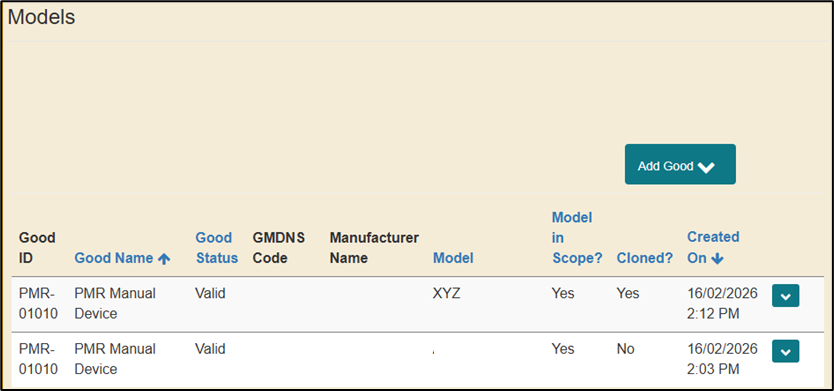 Models
Add Good
Good ID Good Name Good Status GMDNS Code Manufacturer Name Model Model in Scope? Cloned? Created On
PMR-01010 PMR Manual Device Valid XYZ Yes Yes 16/02/2026 2:12 PM
PMR-01010 PMR Manual Device Valid Yes No 16/02/2026 2:03 PM